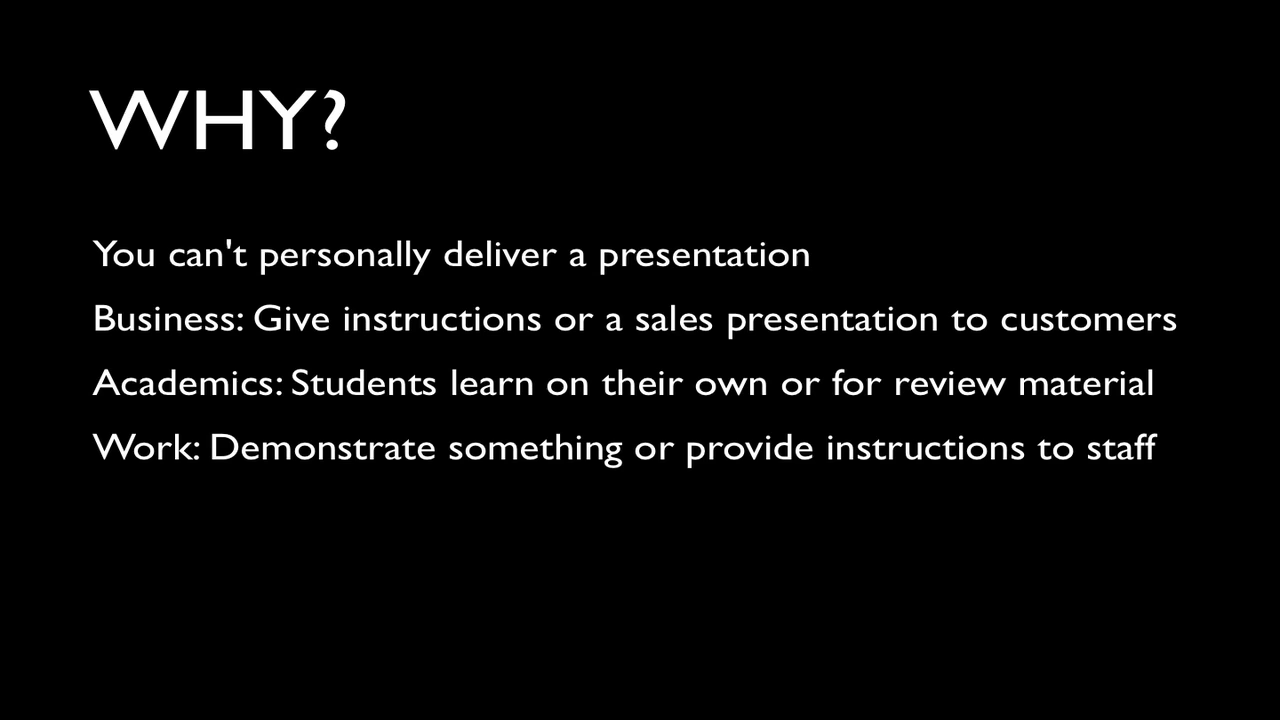 WHY?
You can't personally deliver a presentation
Business: Give instructions or a sales presentation to customers
Academics: Students learn on their own or for review material
Work: Demonstrate something or provide instructions to staff